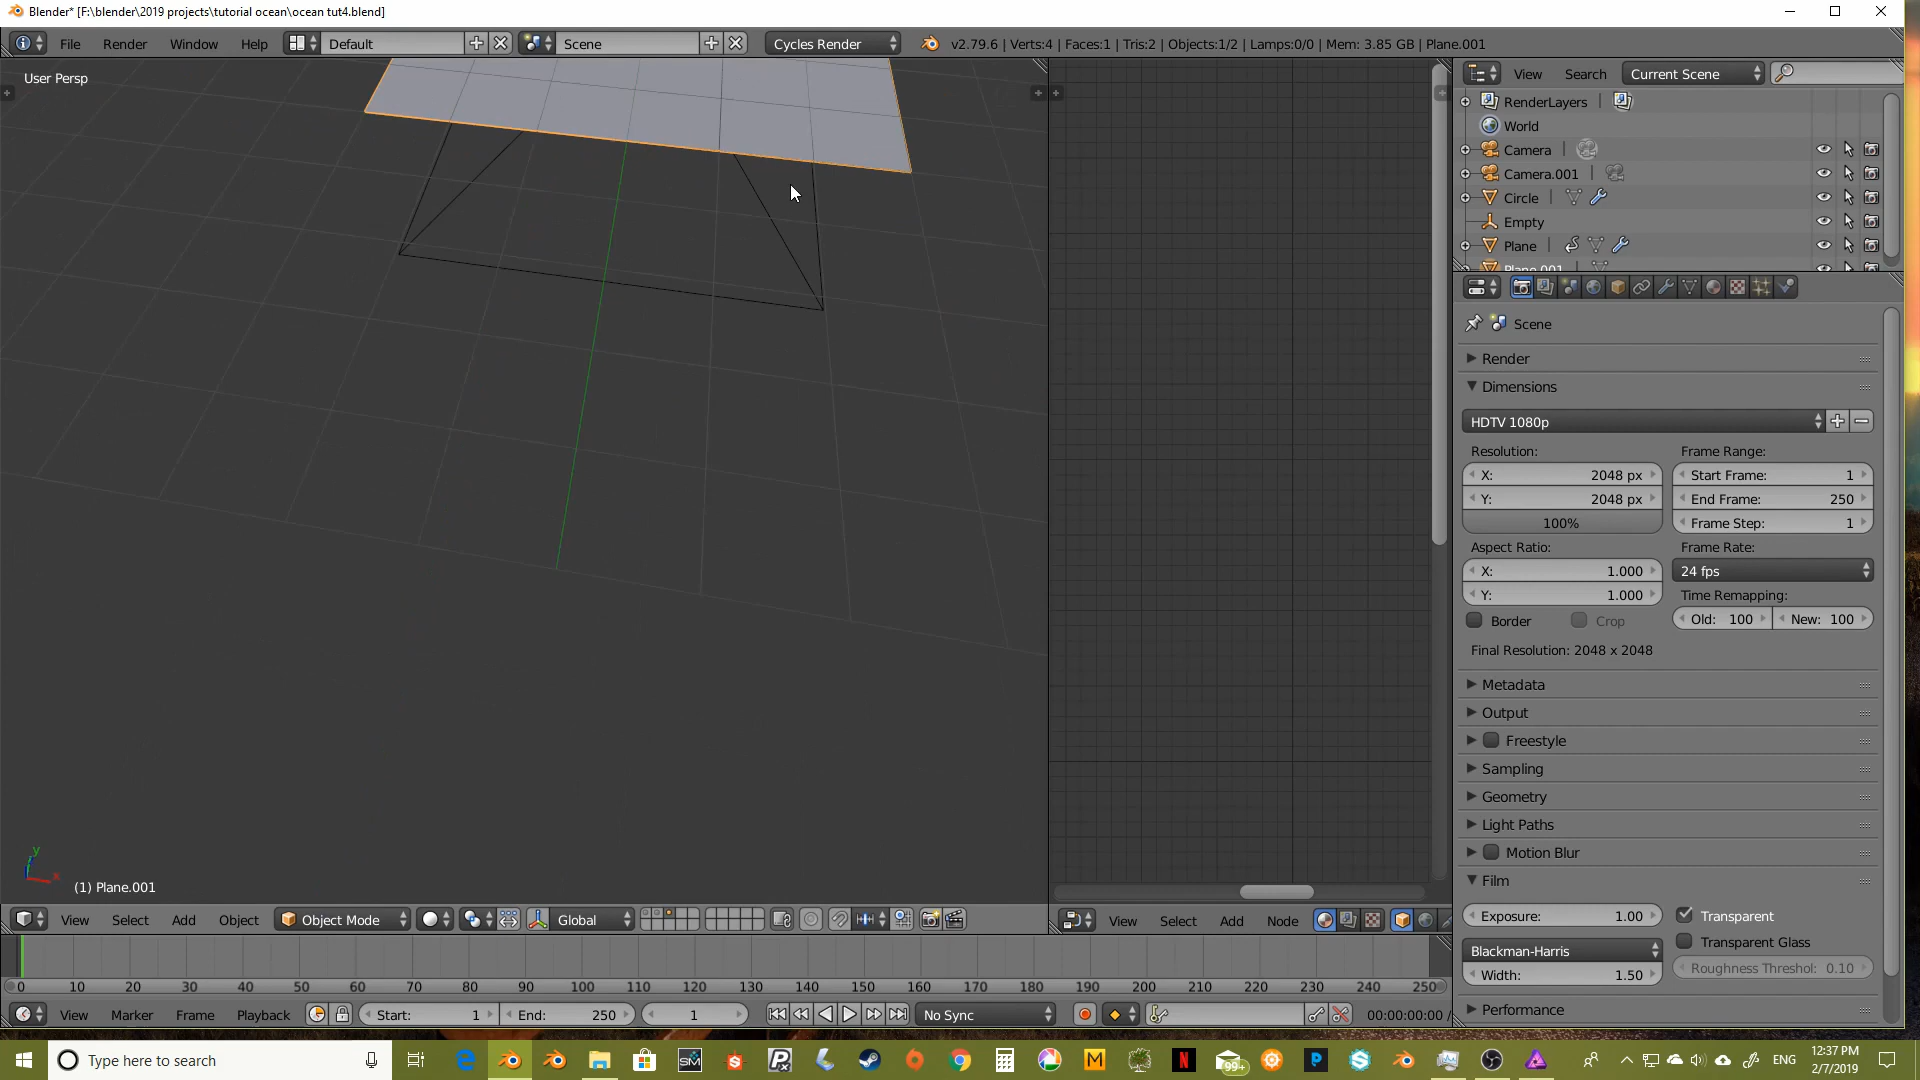 Blender* [F:\blender\2019 projects\tutorial ocean\ocean tut4.blend]
File Render Window Help Default Scene Cycles Render v2.79.6 | Verts:4 | Faces:1 | Tris:2 | Objects:1/2 | Lamps:0/0 | Mem: 3.85 GB | Plane.001
User Persp
View Search Current Scene
RenderLayers
World
Camera
Camera.001
Circle
Empty
Plane
Plane.001
Scene
Render
Dimensions
HDTV 1080p
Resolution: Frame Range:
X: 2048 px Start Frame: 1
Y: 2048 px End Frame: 250
100% Frame Step: 1
Aspect Ratio: Frame Rate:
X: 1.000 24 fps
Y: 1.000 Time Remapping:
Border Crop Old: 100 New: 100
Final Resolution: 2048 x 2048
Metadata
Output
Freestyle
Sampling
Geometry
Light Paths
Motion Blur
Film
Exposure: 1.00 Transparent
Blackman-Harris Transparent Glass
Width: 1.50 Roughness Threshol: 0.10
Performance
y
x
(1) Plane.001
View Select Add Object Object Mode Global
View Select Add Node
0 10 20 30 40 50 60 70 80 90 100 110 120 130 140 150 160 170 180 190 200 210 220 230 240 250
View Marker Frame Playback Start: 1 End: 250 1 No Sync 00:00:00:00 /
Type here to search
SM
99+
ENG
12:37 PM
2/7/2019